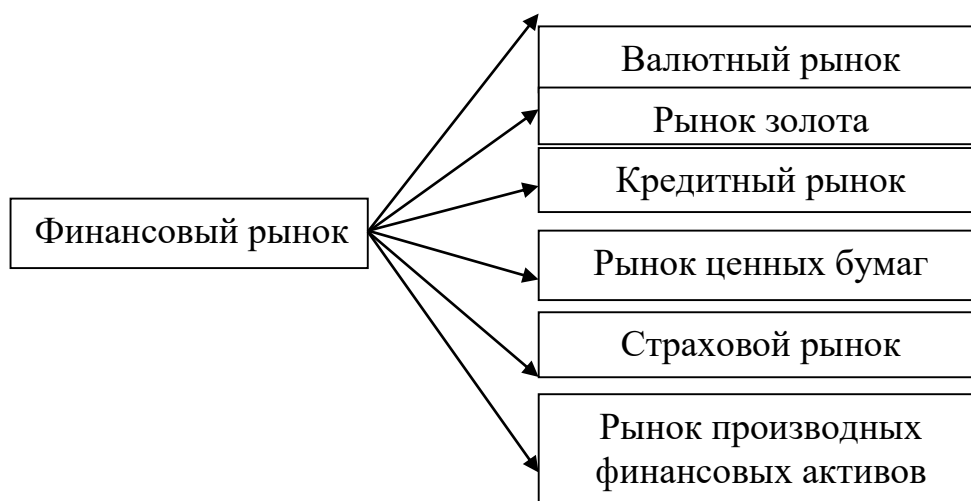 Финансовый рынок
Валютный рынок
Рынок золота
Кредитный рынок
Рынок ценных бумаг
Страховой рынок
Рынок производных
финансовых активов